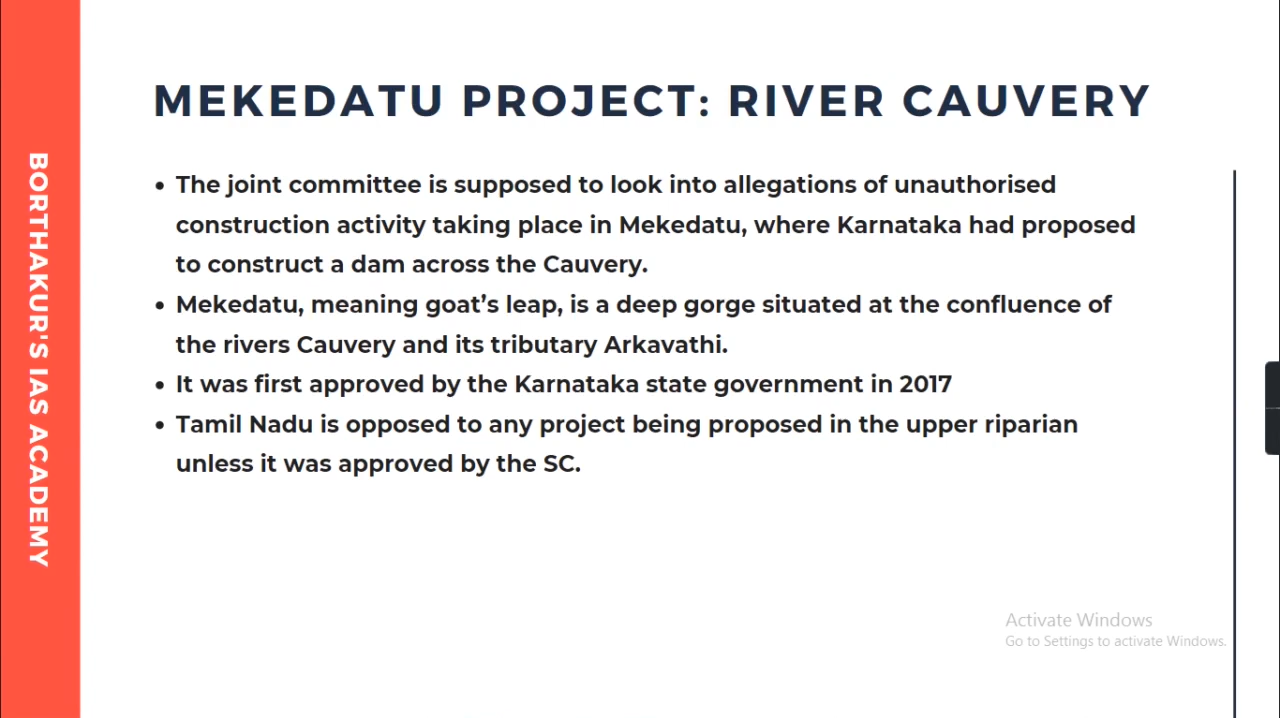 BORTHAKUR'S IAS ACADEMY
MEKEDATU PROJECT: RIVER CAUVERY
• The joint committee is supposed to look into allegations of unauthorised
construction activity taking place in Mekedatu, where Karnataka had proposed
to construct a dam across the Cauvery.
• Mekedatu, meaning goat’s leap, is a deep gorge situated at the confluence of
the rivers Cauvery and its tributary Arkavathi.
• It was first approved by the Karnataka state government in 2017
• Tamil Nadu is opposed to any project being proposed in the upper riparian
unless it was approved by the SC.
Activate Windows
Go to Settings to activate Windows.